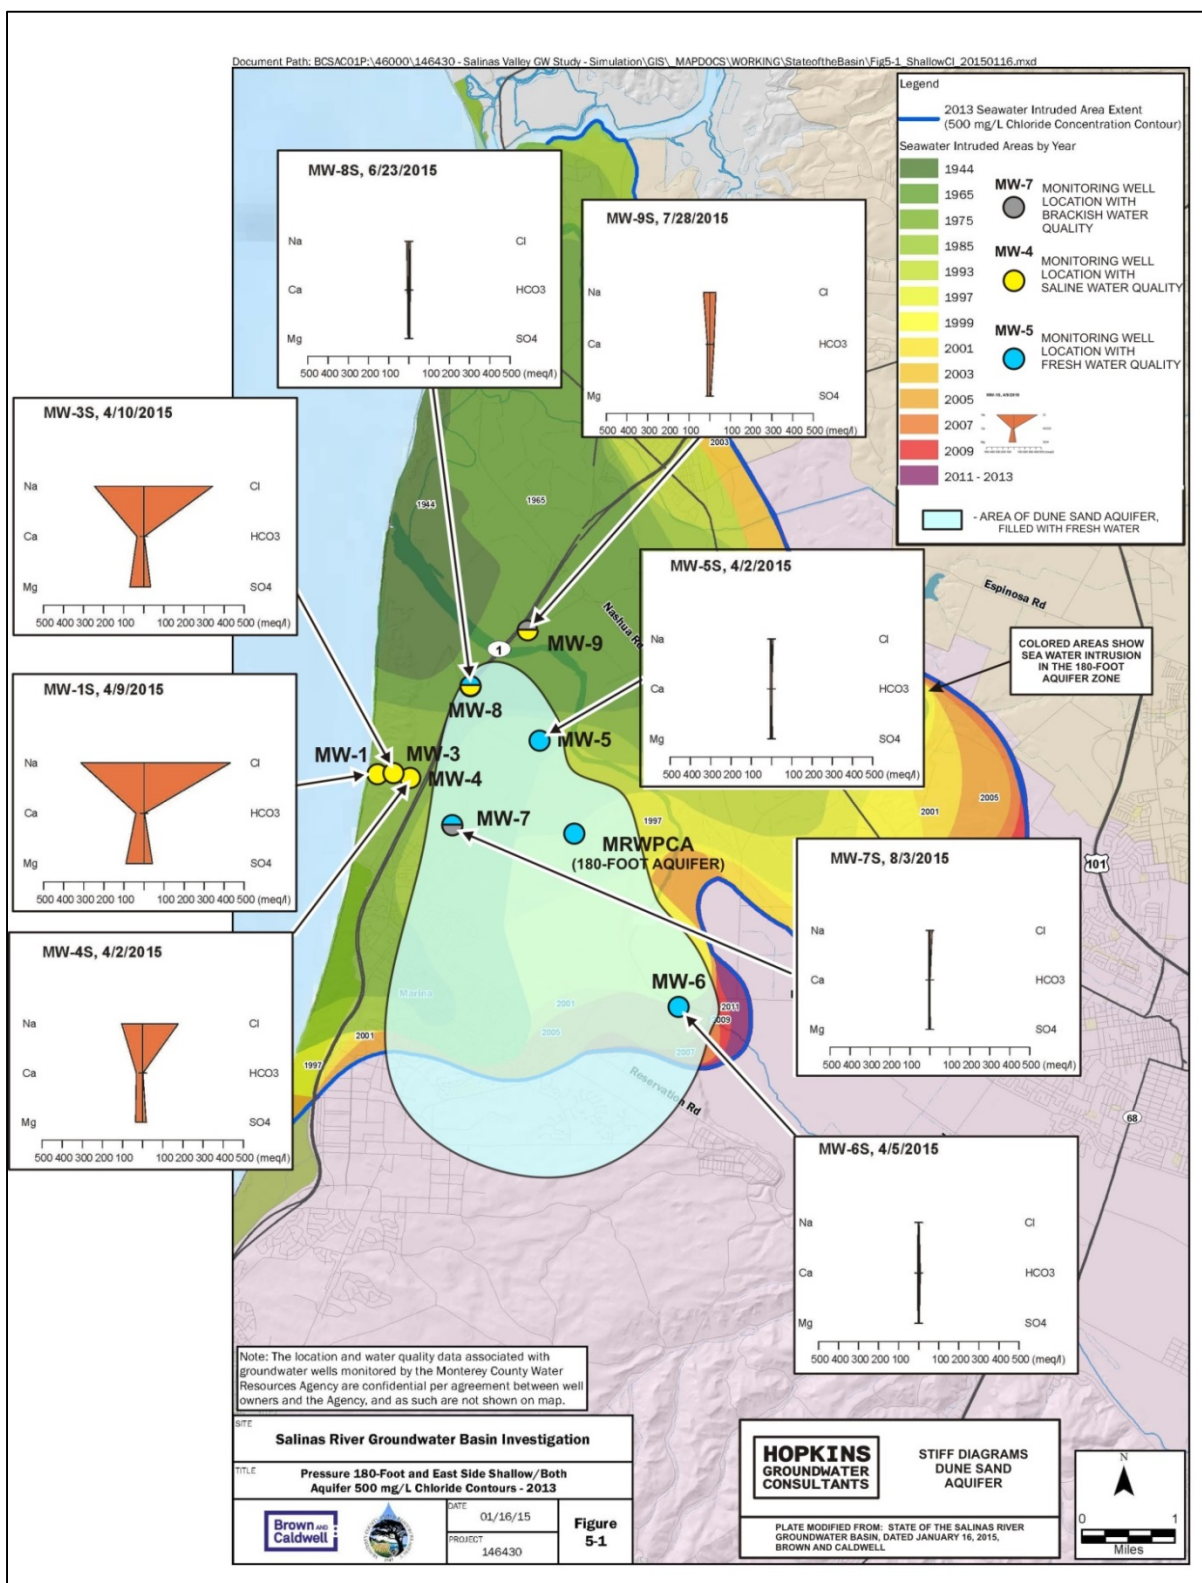 Document Path: BCSAC01P:\46000\146430 - Salinas Valley GW Study - Simulation\GIS\_MAPDOCS\WORKING\StateoftheBasin\Fig5-1_ShallowCl_20150116.mxd
Legend
2013 Seawater Intruded Area Extent
(500 mg/L Chloride Concentration Contour)
Seawater Intruded Areas by Year
1944
1965
1975
1985
1993
1997
1999
2001
2003
2005
2007
2009
2011 - 2013
MW-7
MONITORING WELL
LOCATION WITH
BRACKISH WATER
QUALITY
MW-4
MONITORING WELL
LOCATION WITH
SALINE WATER QUALITY
MW-5
MONITORING WELL
LOCATION WITH
FRESH WATER QUALITY
- AREA OF DUNE SAND AQUIFER,
FILLED WITH FRESH WATER
MW-8S, 6/23/2015
Na
Cl
Ca
HCO3
Mg
SO4
500 400 300 200 100
100 200 300 400 500 (meq/l)
MW-9S, 7/28/2015
Na
Cl
Ca
HCO3
Mg
SO4
500 400 300 200 100
100 200 300 400 500 (meq/l)
MW-3S, 4/10/2015
Na
Cl
Ca
HCO3
Mg
SO4
500 400 300 200 100
100 200 300 400 500 (meq/l)
MW-5S, 4/2/2015
Na
Cl
Ca
HCO3
Mg
SO4
500 400 300 200 100
100 200 300 400 500 (meq/l)
MW-1S, 4/9/2015
Na
Cl
Ca
HCO3
Mg
SO4
500 400 300 200 100
100 200 300 400 500 (meq/l)
MW-7S, 8/3/2015
Na
Cl
Ca
HCO3
Mg
SO4
500 400 300 200 100
100 200 300 400 500 (meq/l)
MW-4S, 4/2/2015
Na
Cl
Ca
HCO3
Mg
SO4
500 400 300 200 100
100 200 300 400 500 (meq/l)
MW-6S, 4/5/2015
Na
Cl
Ca
HCO3
Mg
SO4
500 400 300 200 100
100 200 300 400 500 (meq/l)
2003
1944
1965
Nashua Rd
Espinosa Rd
COLORED AREAS SHOW
SEA WATER INTRUSION
IN THE 180-FOOT
AQUIFER ZONE
1
MW-9
MW-8
MW-5
MW-1
MW-3
MW-4
MW-7
MRWPCA
(180-FOOT AQUIFER)
1997
2001
2005
101
MW-6
Marina
2001
2005
2011
2009
2007
2001
1997
Reservation Rd
68
Note: The location and water quality data associated with
groundwater wells monitored by the Monterey County Water
Resources Agency are confidential per agreement between well
owners and the Agency, and as such are not shown on map.
SITE
Salinas River Groundwater Basin Investigation
TITLE
Pressure 180-Foot and East Side Shallow/Both
Aquifer 500 mg/L Chloride Contours - 2013
Brown AND
Caldwell
DATE
01/16/15
PROJECT
146430
Figure
5-1
HOPKINS
GROUNDWATER
CONSULTANTS
STIFF DIAGRAMS
DUNE SAND
AQUIFER
PLATE MODIFIED FROM: STATE OF THE SALINAS RIVER
GROUNDWATER BASIN, DATED JANUARY 16, 2015,
BROWN AND CALDWELL
N
0
1
Miles